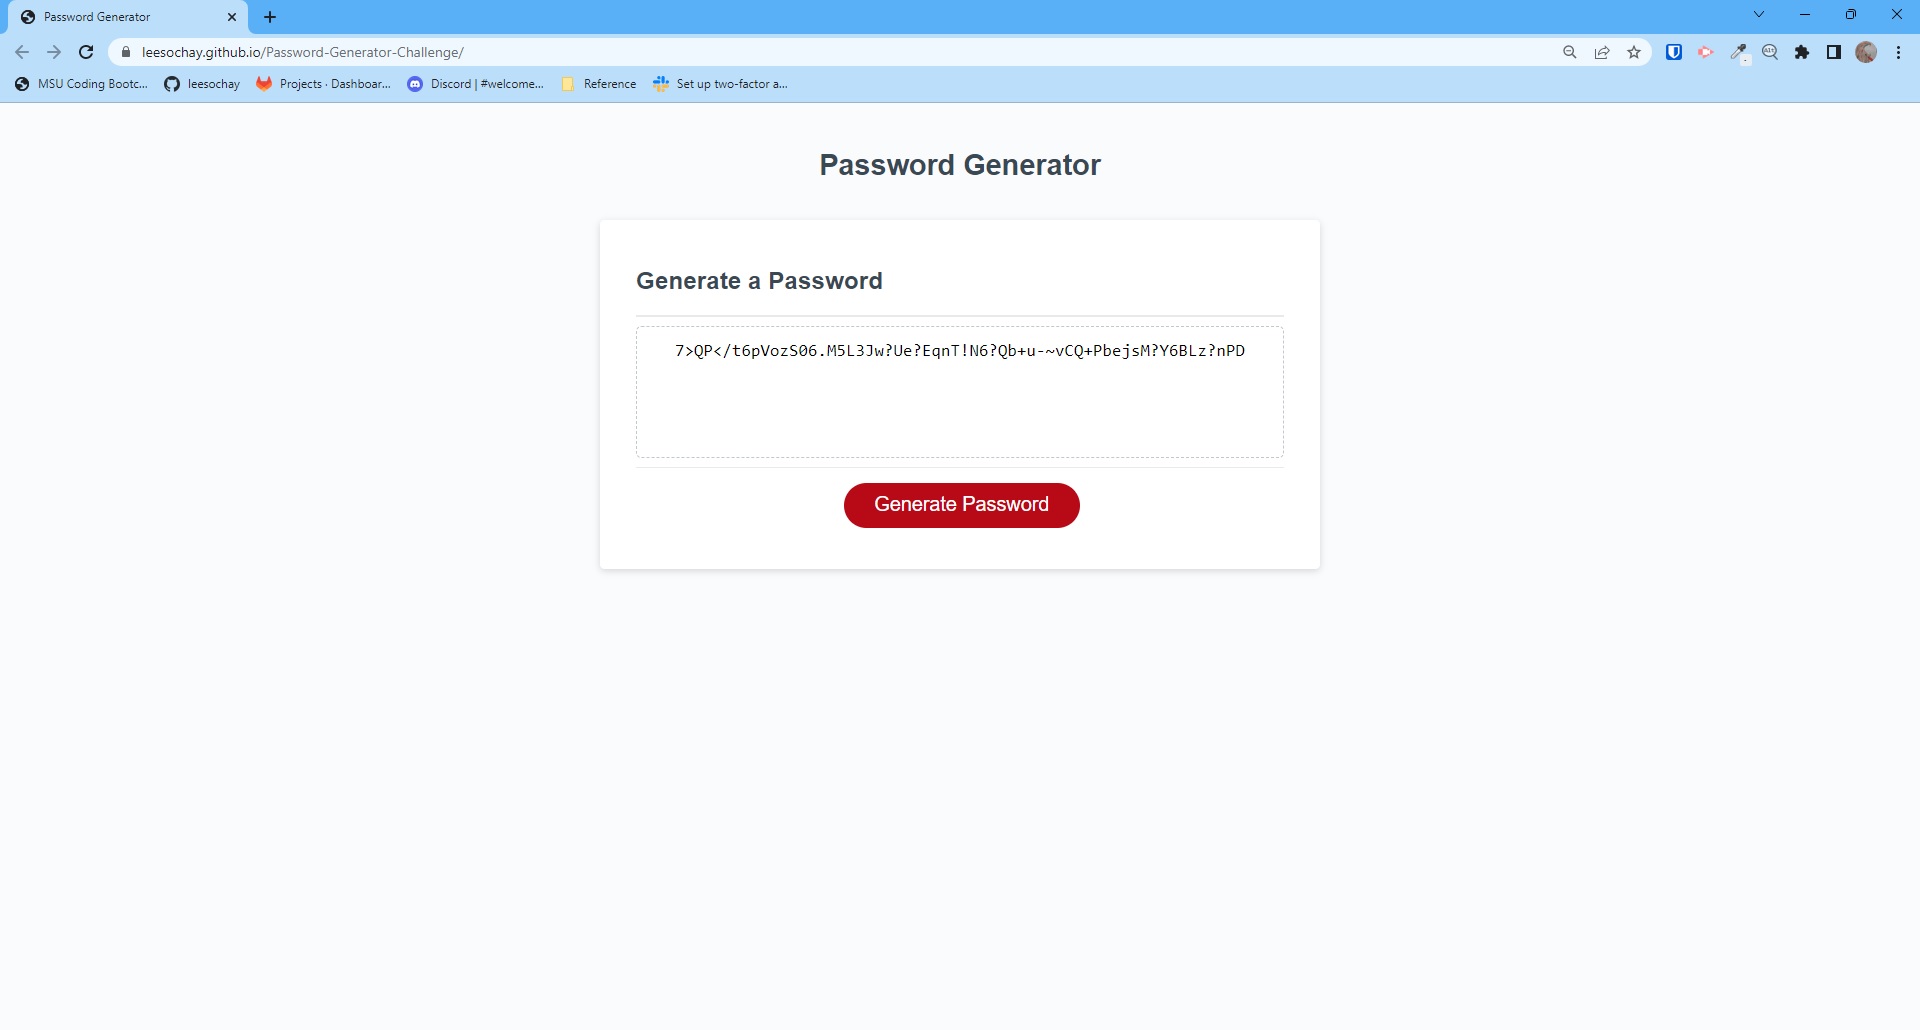 Password Generator
leesochay.github.io/Password-Generator-Challenge/
MSU Coding Bootc...
leesochay
Projects · Dashboar...
Discord | #welcome...
Reference
Set up two-factor a...
Password Generator
Generate a Password
7>QP</t6pVozS06.M5L3Jw?Ue?EqnT!N6?Qb+u-~vCQ+PbejsM?Y6BLz?nPD
Generate Password